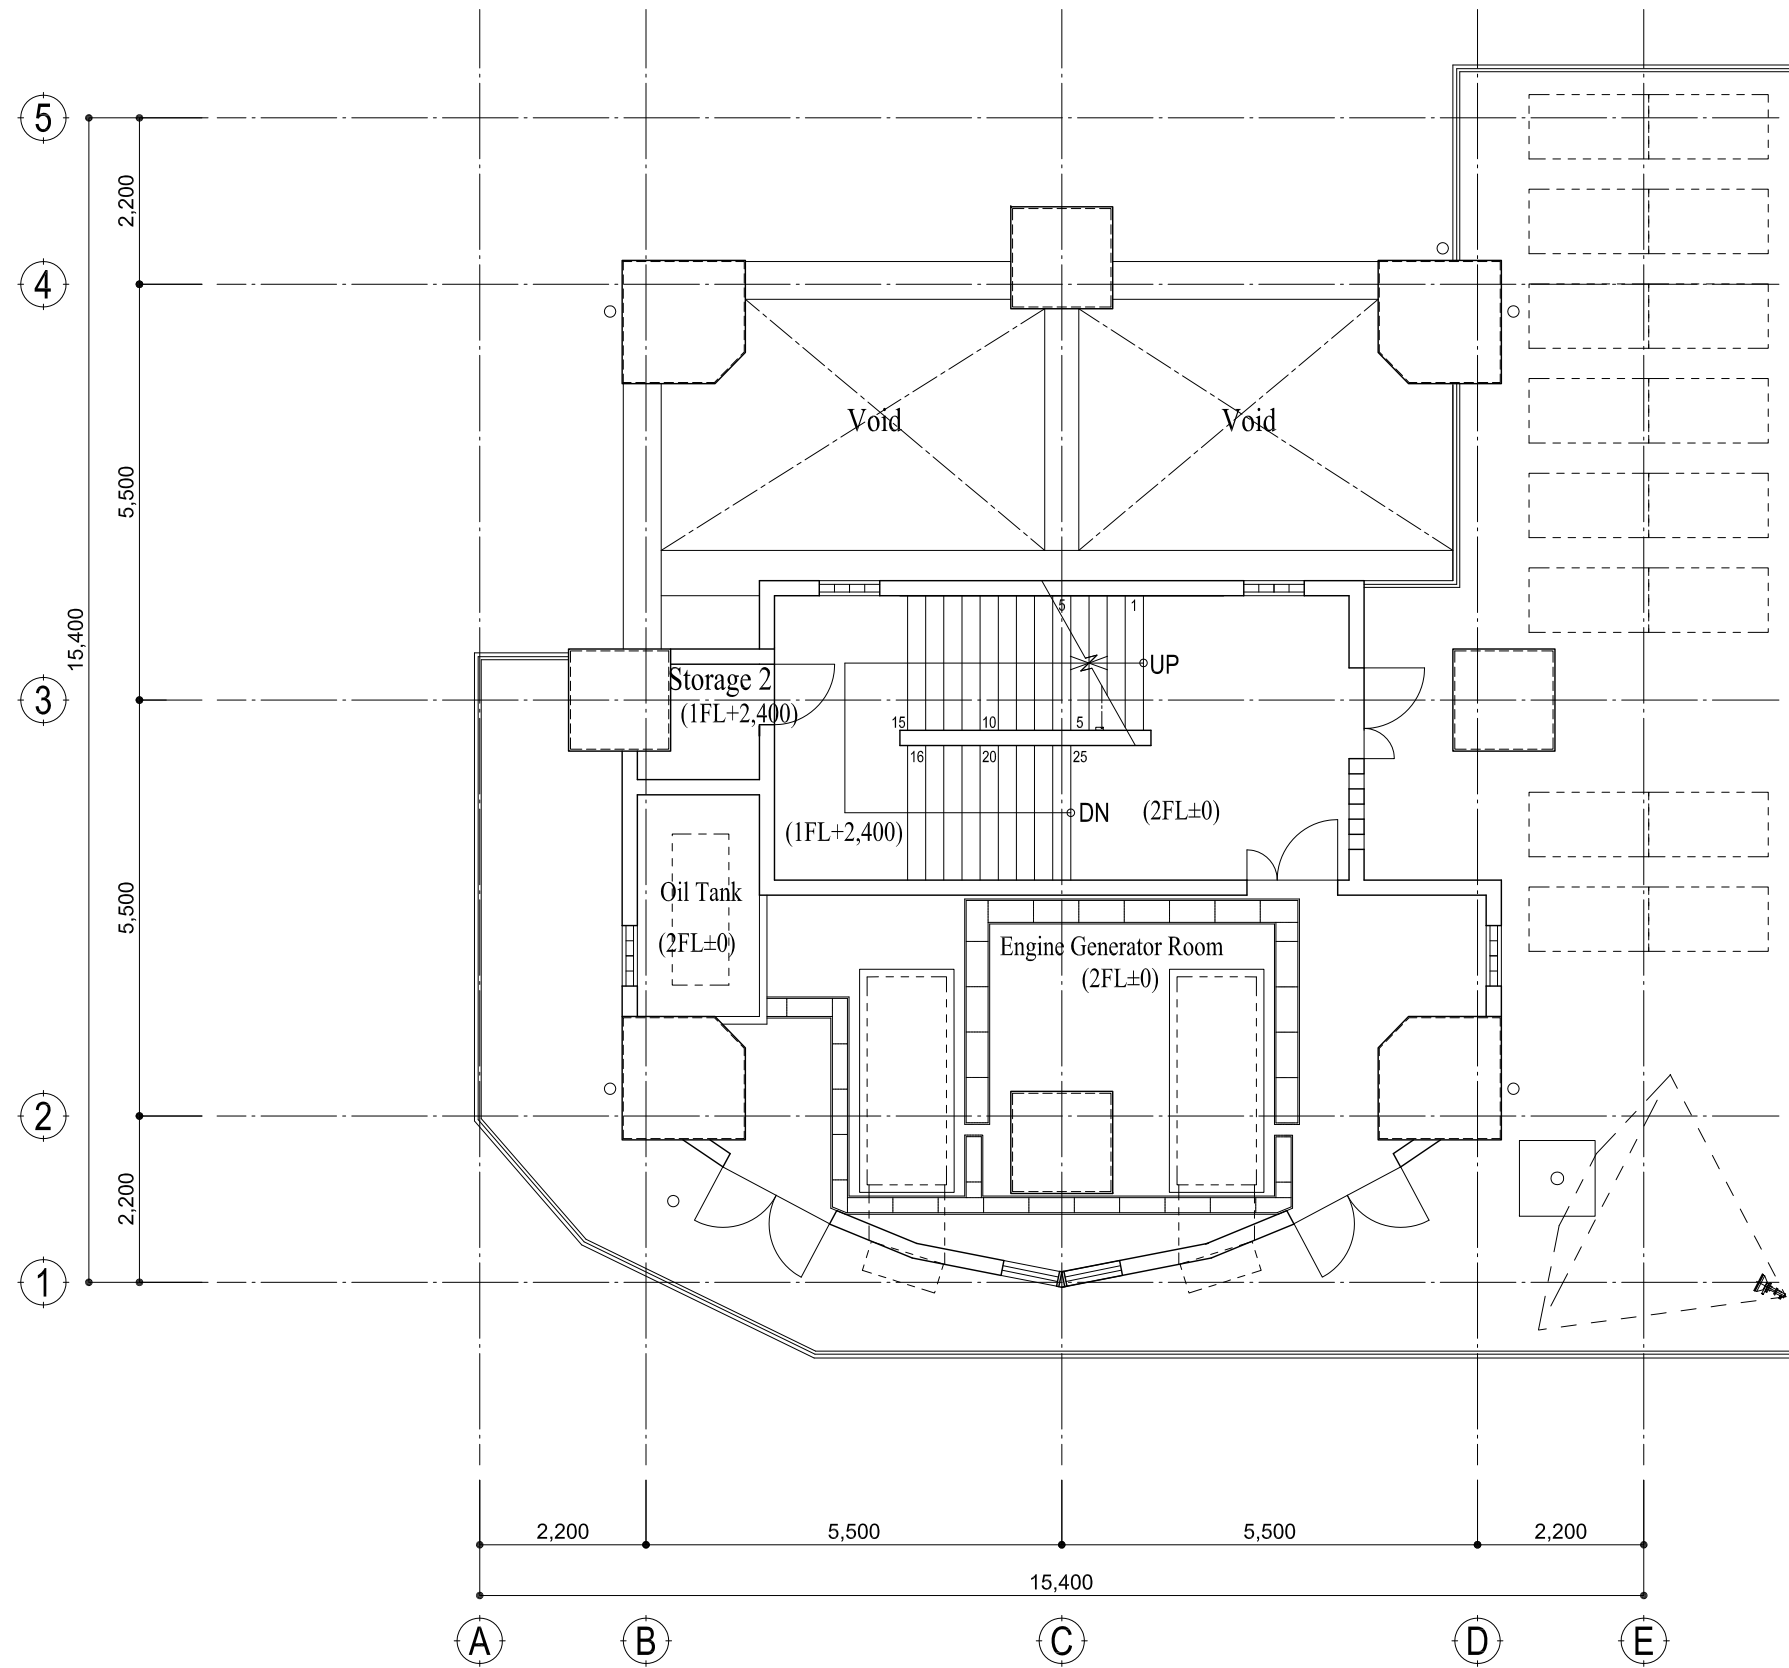 5
2,200
4
Void Void
5,500
5 1
UP
15,400
Storage 2
3
(1FL+2,400)
15 10 5
16 20 25
DN (2FL±0)
(1FL+2,400)
Oil Tank
5,500
(2FL±0)
Engine Generator Room
(2FL±0)
2
2,200
1
2,200 5,500 5,500 2,200
15,400
A B C D E